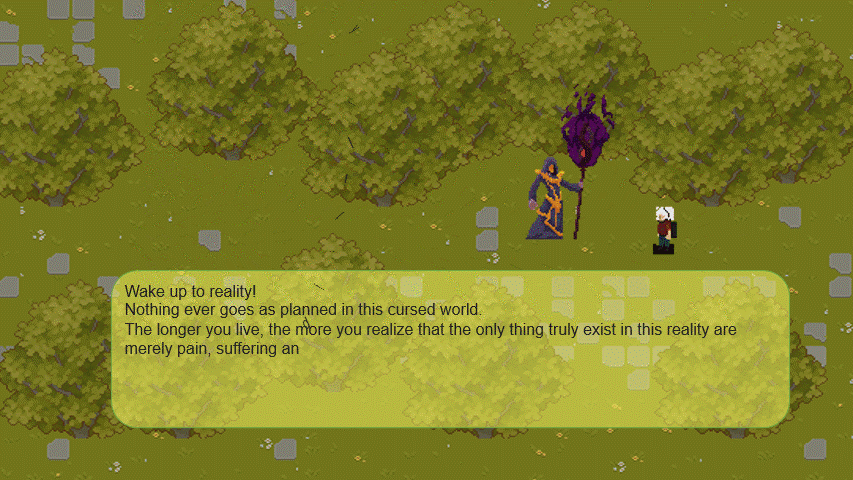 Wake up to reality!
Nothing ever goes as planned in this cursed world.
The longer you live, the more you realize that the only thing truly exist in this reality are
merely pain, suffering an